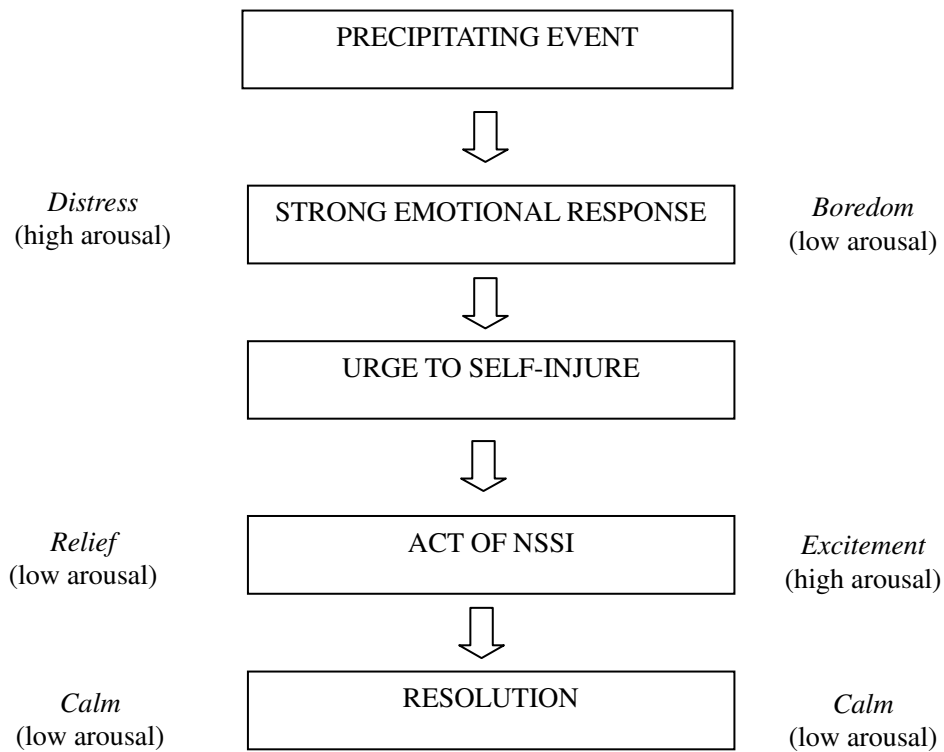 PRECIPITATING EVENT
Distress
(high arousal)
STRONG EMOTIONAL RESPONSE
Boredom
(low arousal)
URGE TO SELF-INJURE
Relief
(low arousal)
ACT OF NSSI
Excitement
(high arousal)
Calm
(low arousal)
RESOLUTION
Calm
(low arousal)